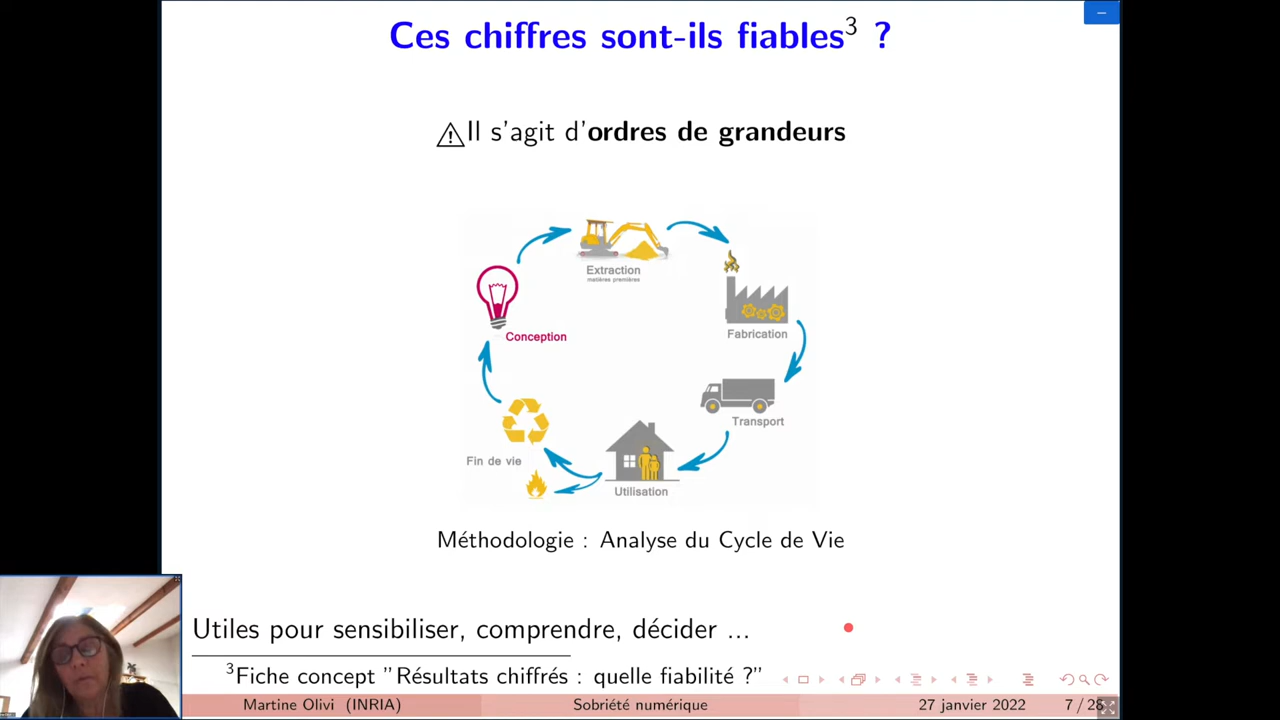 Ces chiffres sont-ils fiables³ ?
Il s'agit d'ordres de grandeurs
Extraction
matières premières
Fabrication
Conception
Transport
Fin de vie
Utilisation
Méthodologie : Analyse du Cycle de Vie
Utiles pour sensibiliser, comprendre, décider ...
³Fiche concept "Résultats chiffrés : quelle fiabilité ?"
Martine Olivi (INRIA) Sobriété numérique 27 janvier 2022 7 / 28